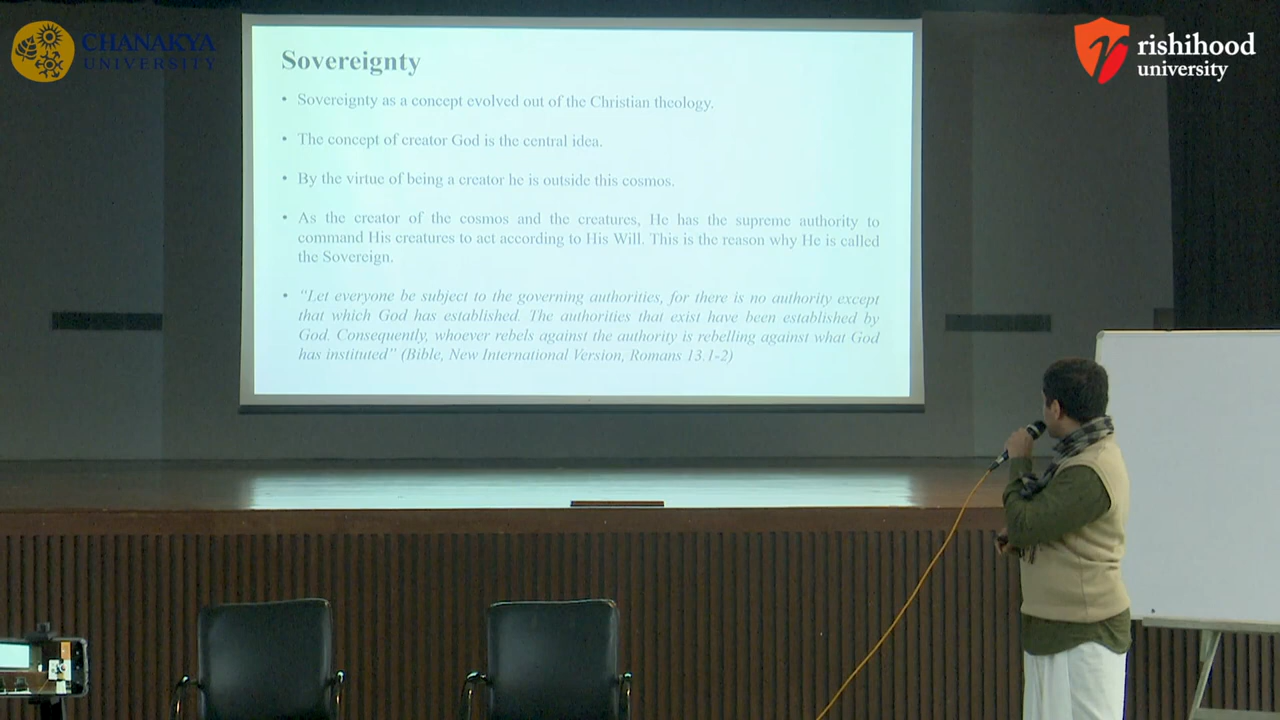 CHANAKYA
UNIVERSITY
rishihood
university
Sovereignty
• Sovereignty as a concept evolved out of the Christian theology.
• The concept of creator God is the central idea.
• By the virtue of being a creator he is outside this cosmos.
• As the creator of the cosmos and the creatures, He has the supreme authority to
command His creatures to act according to His Will. This is the reason why He is called
the Sovereign.
• “Let everyone be subject to the governing authorities, for there is no authority except
that which God has established. The authorities that exist have been established by
God. Consequently, whoever rebels against the authority is rebelling against what God
has instituted” (Bible, New International Version, Romans 13.1-2)